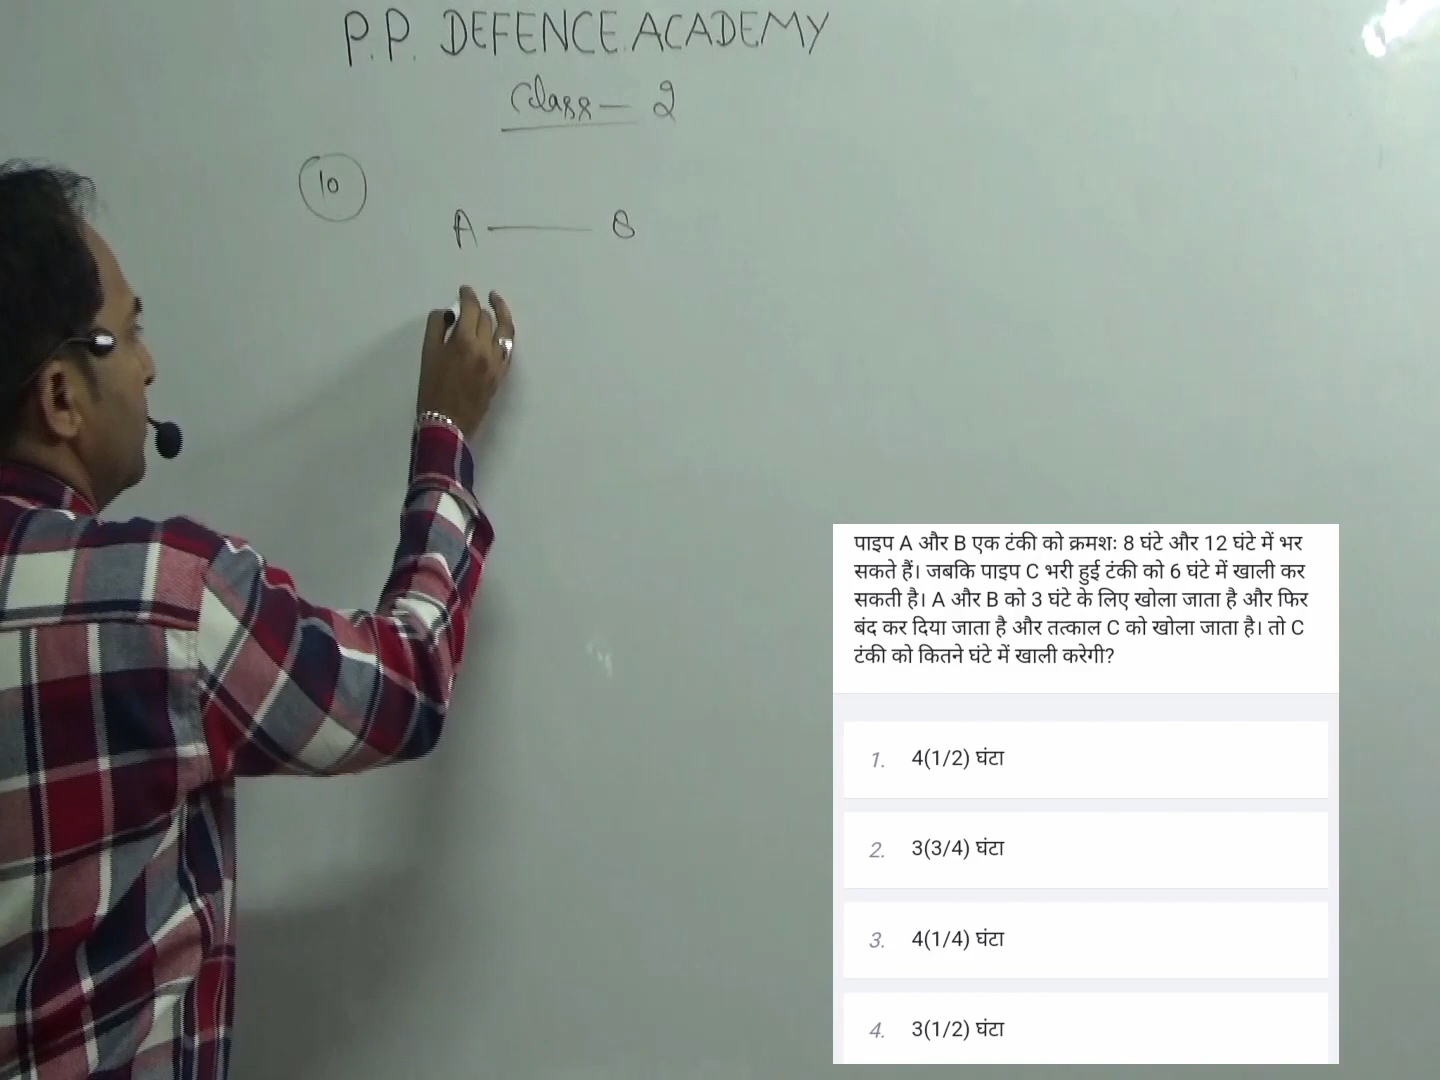 P.P. DEFENCE ACADEMY
Class – 2
10
A — B
पाइप A और B एक टंकी को क्रमशः 8 घंटे और 12 घंटे में भर
सकते हैं। जबकि पाइप C भरी हुई टंकी को 6 घंटे में खाली कर
सकती है। A और B को 3 घंटे के लिए खोला जाता है और फिर
बंद कर दिया जाता है और तत्काल C को खोला जाता है। तो C
टंकी को कितने घंटे में खाली करेगी?
1. 4(1/2) घंटा
2. 3(3/4) घंटा
3. 4(1/4) घंटा
4. 3(1/2) घंटा